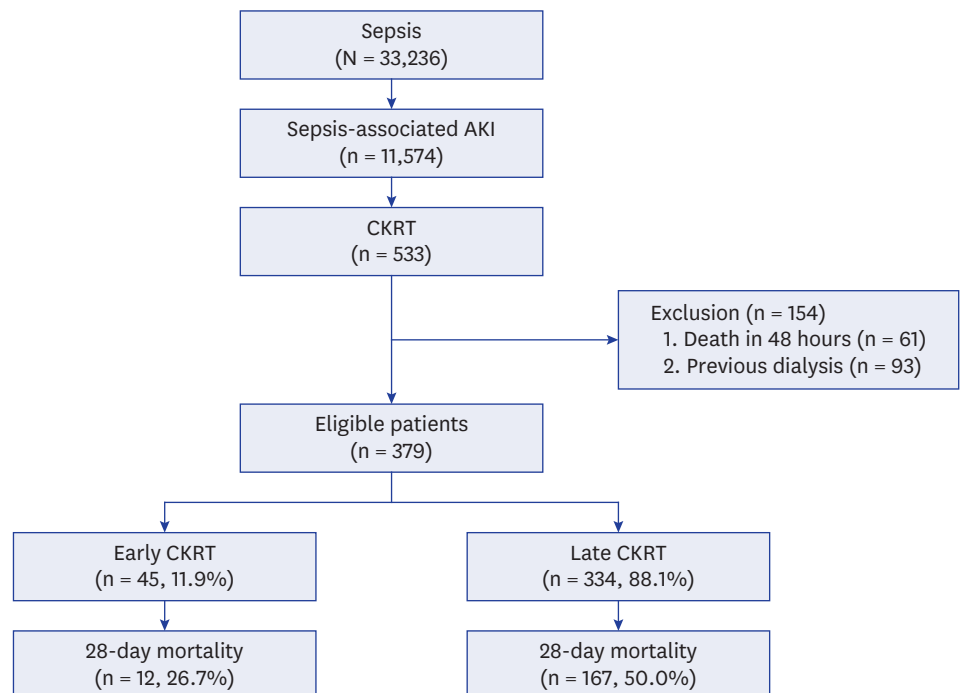 Sepsis
(N = 33,236)
Sepsis-associated AKI
(n = 11,574)
CKRT
(n = 533)
Exclusion (n = 154)
1. Death in 48 hours (n = 61)
2. Previous dialysis (n = 93)
Eligible patients
(n = 379)
Early CKRT
(n = 45, 11.9%)
Late CKRT
(n = 334, 88.1%)
28-day mortality
(n = 12, 26.7%)
28-day mortality
(n = 167, 50.0%)